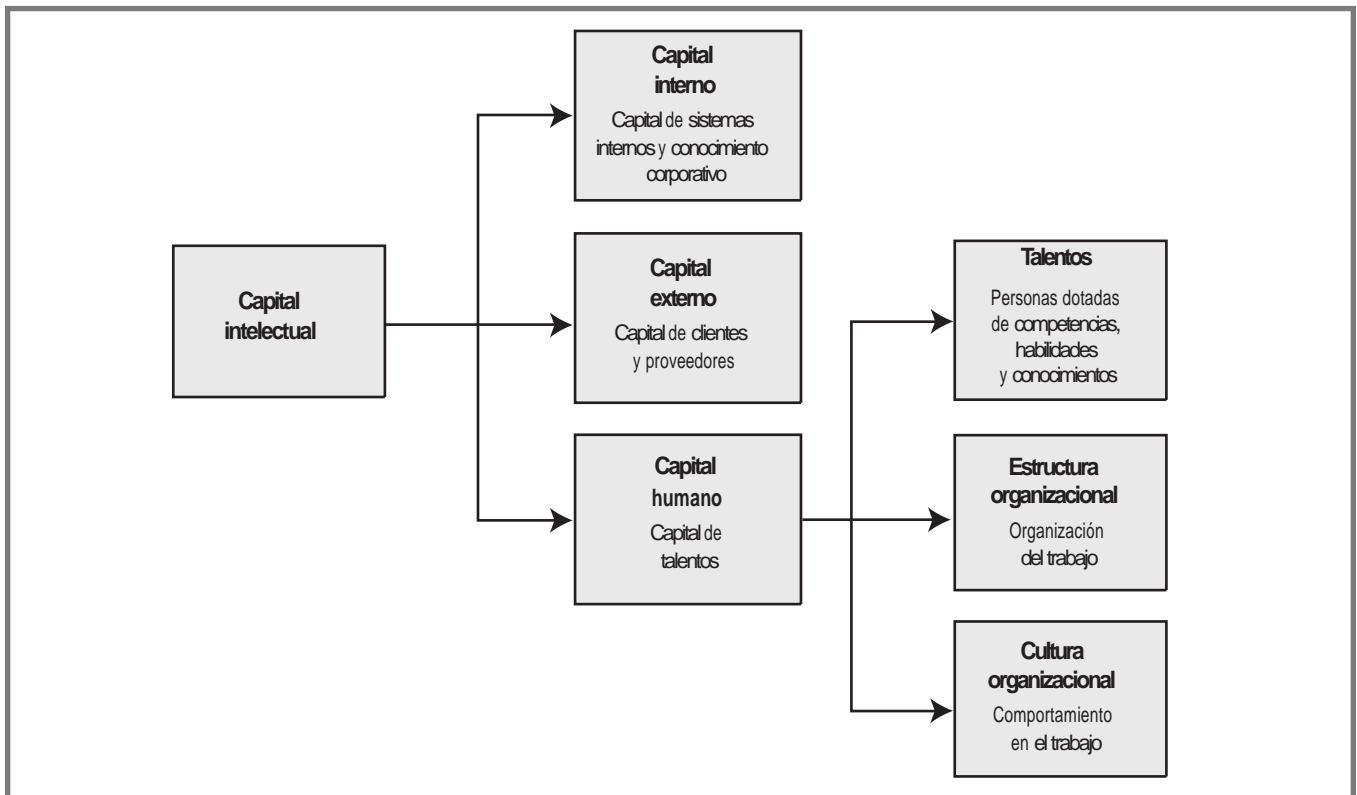 Capital
intelectual
Capital
interno
Capital de sistemas
internos y conocimiento
corporativo
Capital
externo
Capital de clientes
y proveedores
Capital
humano
Capital de
talentos
Talentos
Personas dotadas
de competencias,
habilidades
y conocimientos
Estructura
organizacional
Organización
del trabajo
Cultura
organizacional
Comportamiento
en el trabajo